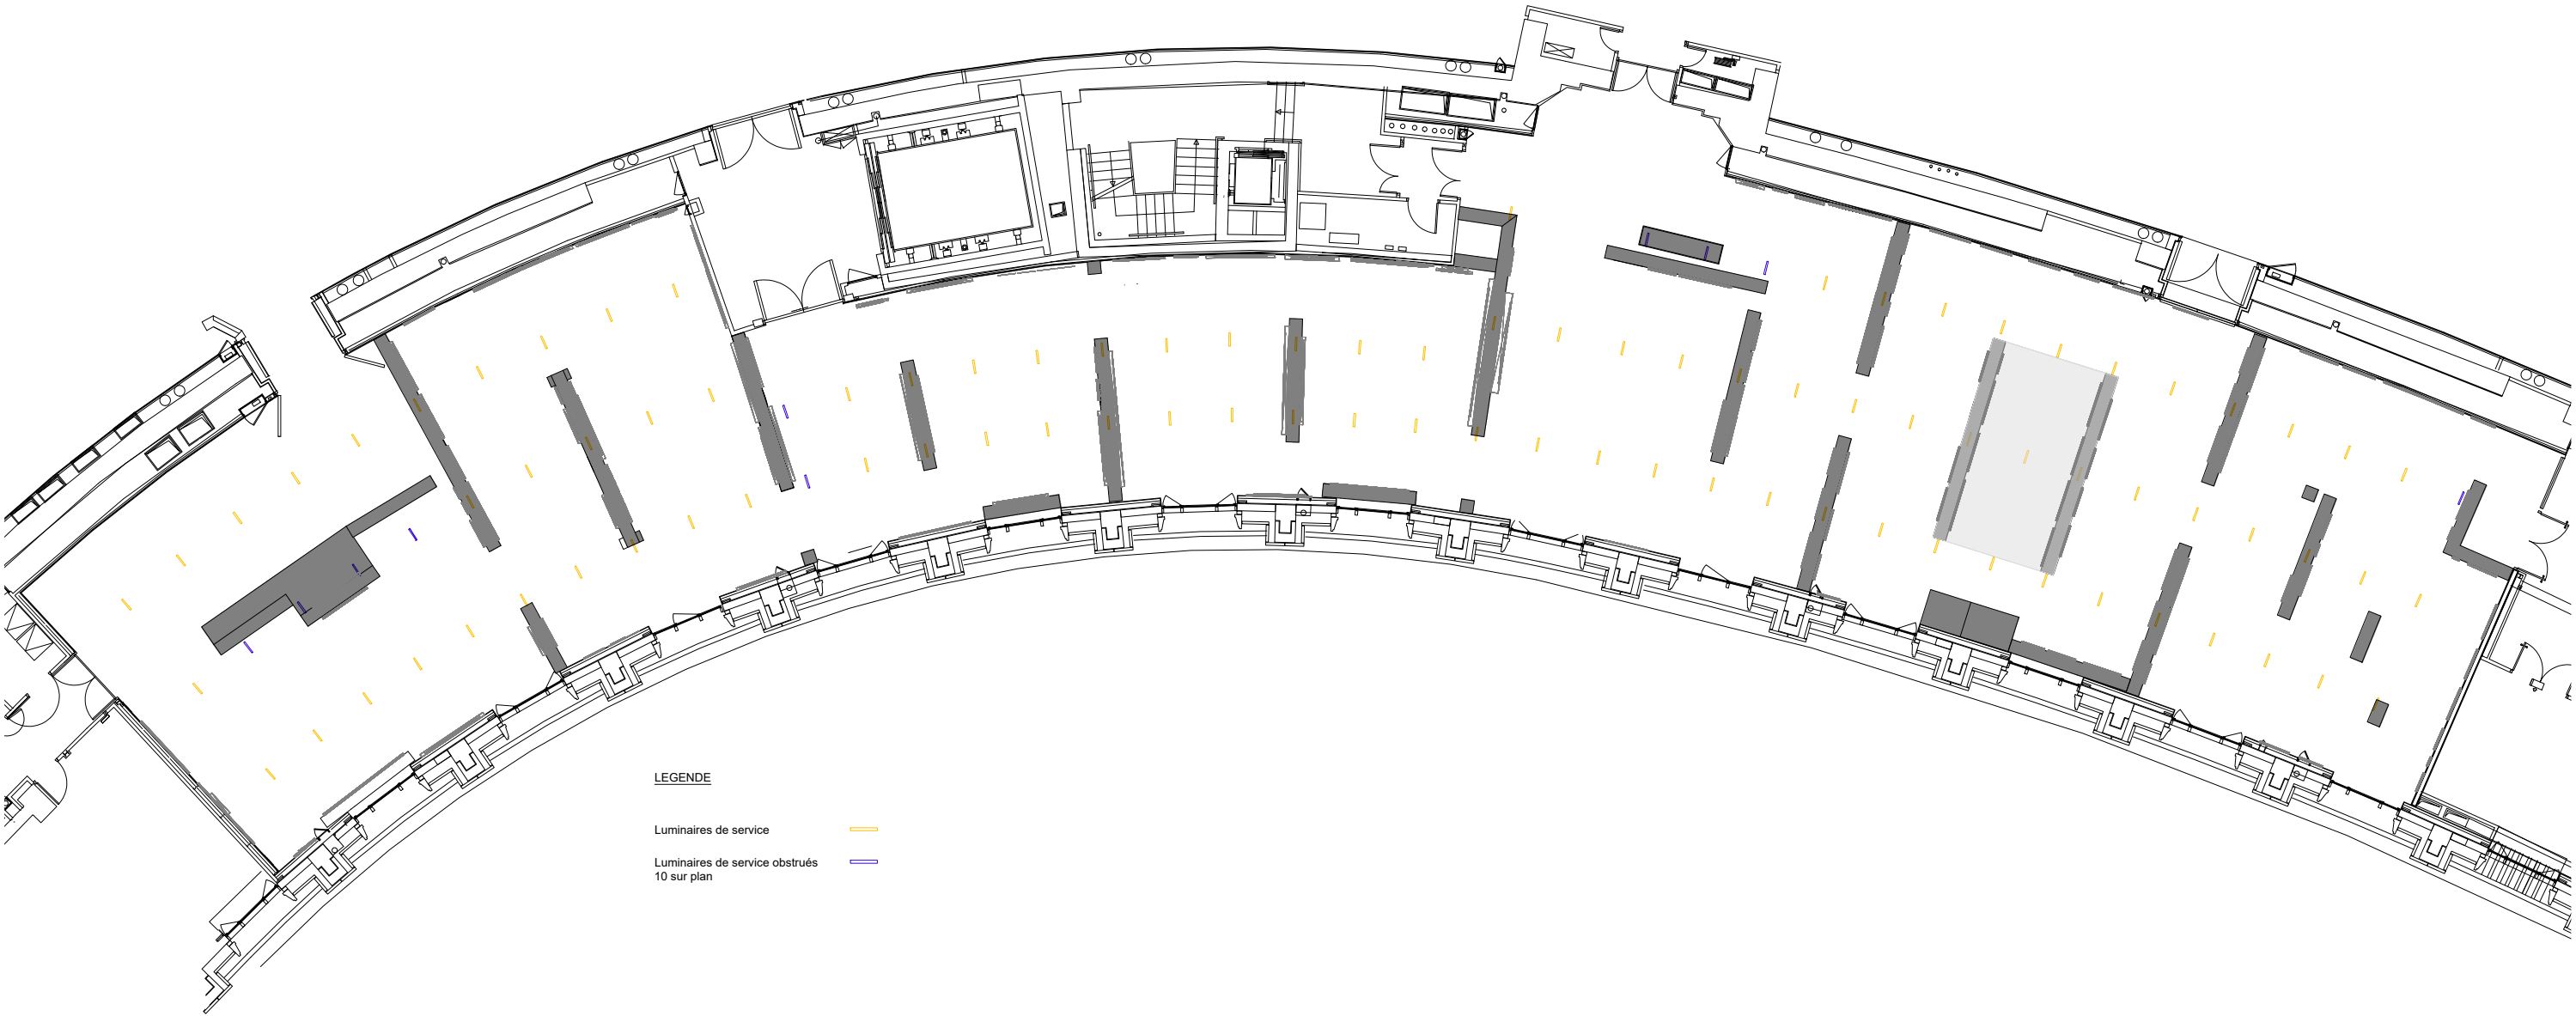 LEGENDE
Luminaires de service
Luminaires de service obstrués
10 sur plan